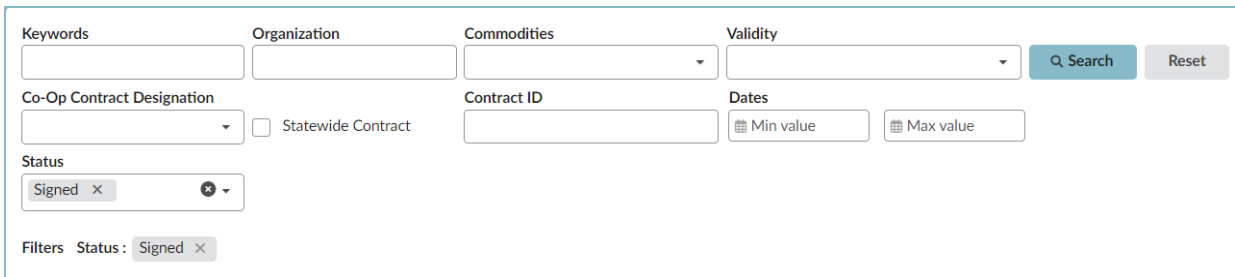 Keywords Organization Commodities Validity
Search Reset
Co-Op Contract Designation Contract ID Dates
Statewide Contract Min value Max value
Status
Signed
Filters Status : Signed